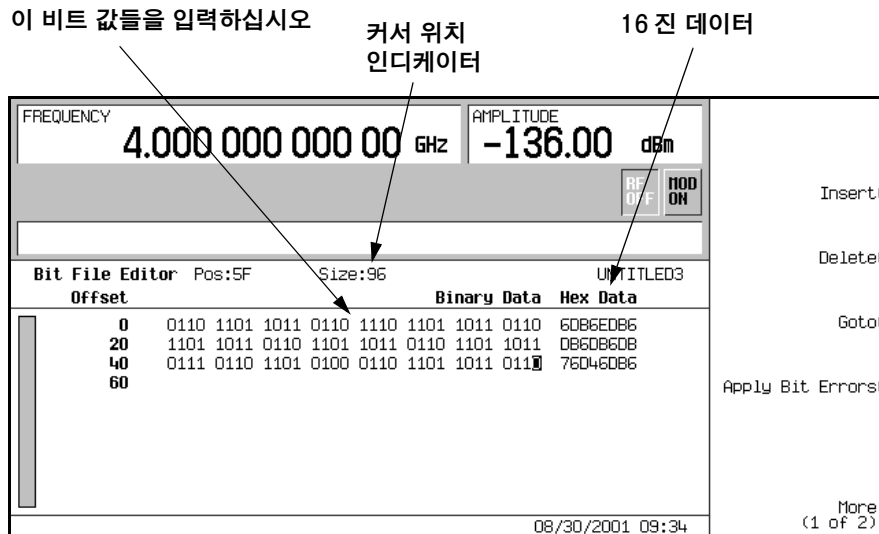 이 비트 값들을 입력하십시오
커서 위치
인디케이터
16 진 데이터
FREQUENCY
4.000 000 000 00 GHz
AMPLITUDE
-136.00 dBm
RF OFF
MOD ON
Bit File Editor Pos:5F Size:96 UNTITLED3
Offset Binary Data Hex Data
0 0110 1101 1011 0110 1110 1101 1011 0110 6DB6EDB6
20 1101 1011 0110 1101 1011 0110 1101 1011 DB6DB6DB
40 0111 0110 1101 0100 0110 1101 1011 011 76D46DB6
60
08/30/2001 09:34
Insert
Delete
Goto
Apply Bit Errors
More
(1 of 2)